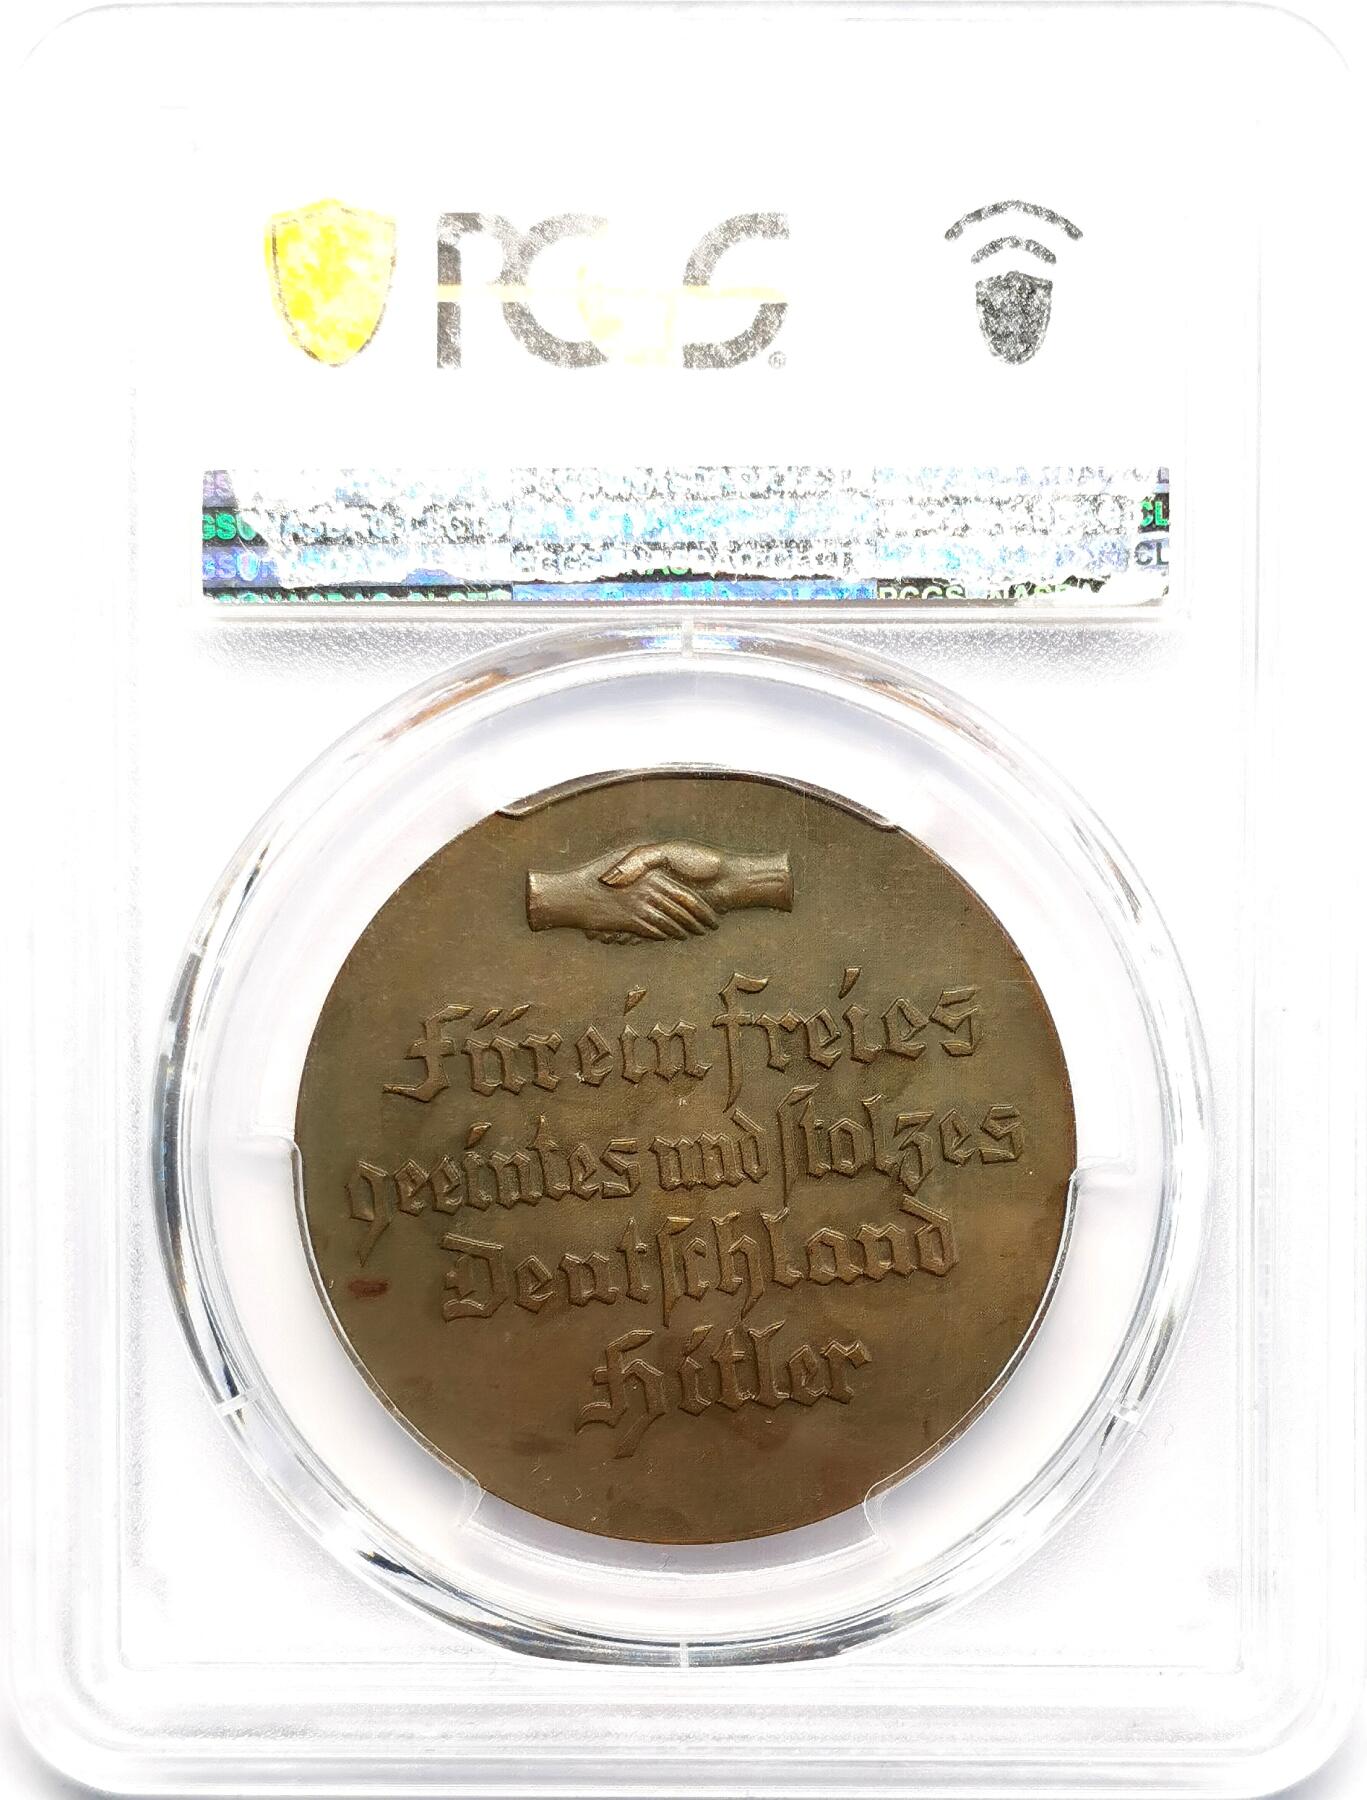 PCGS®
Für ein freies
geeintes und stolzes
Deutschland
Hitler